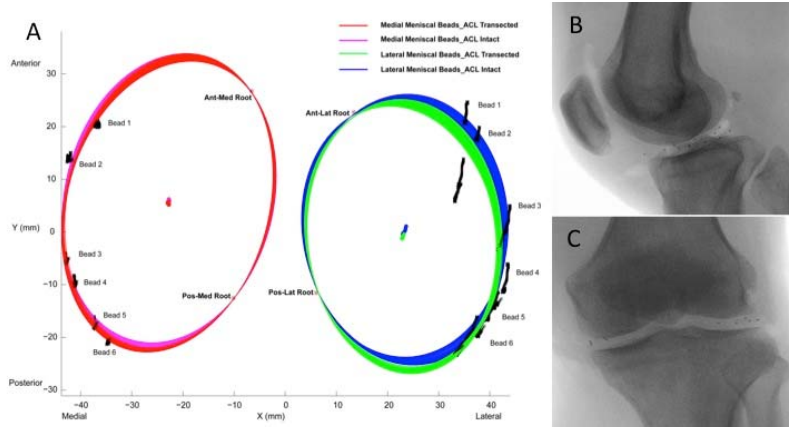 A
B
C
Medial Meniscal Beads_ACL Transected
Medial Meniscal Beads_ACL Intact
Lateral Meniscal Beads_ACL Transected
Lateral Meniscal Beads_ACL Intact
Anterior
30
20
10
Y (mm) 0
−10
−20
Posterior
−30
Ant-Med Root
Bead 1
Bead 2
Bead 3
Bead 4
Bead 5
Bead 6
Pos-Med Root
Ant-Lat Root
Bead 1
Bead 2
Bead 3
Bead 4
Bead 5
Bead 6
Pos-Lat Root
−40 −30 −20 −10 0 10 20 30 40
Medial X (mm) Lateral